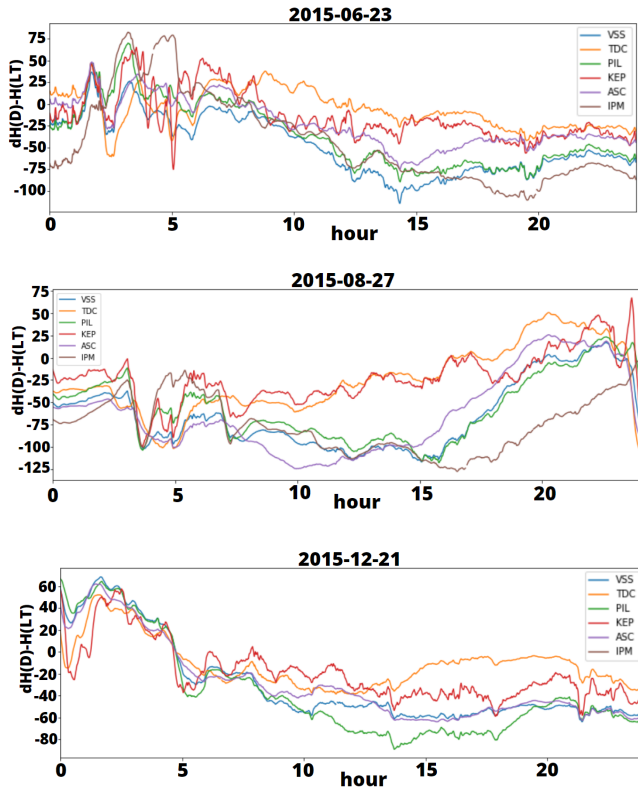 2015-06-23
dH(D)-H(LT)
75
50
25
0
-25
-50
-75
-100
VSS
TDC
PIL
KEP
ASC
IPM
0 5 10 15 20
hour
2015-08-27
dH(D)-H(LT)
75
50
25
0
-25
-50
-75
-100
-125
VSS
TDC
PIL
KEP
ASC
IPM
0 5 10 15 20
hour
2015-12-21
dH(D)-H(LT)
60
40
20
0
-20
-40
-60
-80
VSS
TDC
PIL
KEP
ASC
IPM
0 5 10 15 20
hour